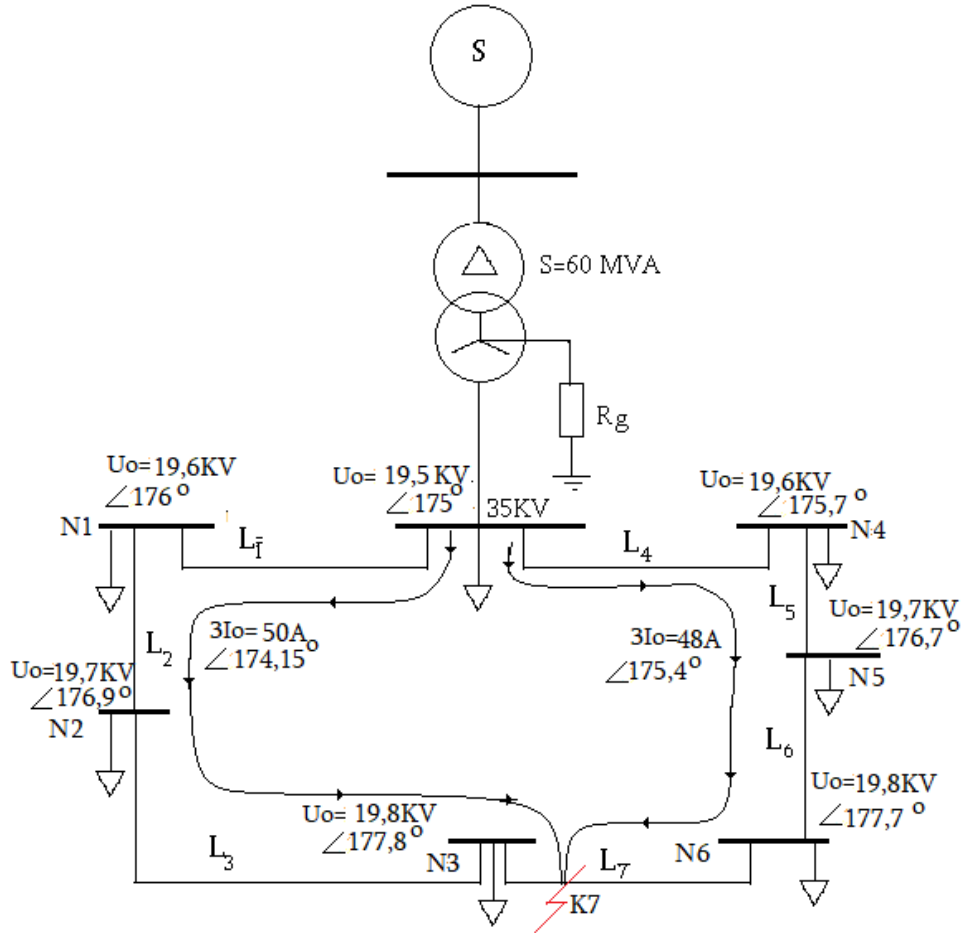 S
S=60 MVA
Rg
Uo= 19,6KV
∠176°
Uo= 19,5 KV
∠175°
35KV
Uo= 19,6KV
∠175,7°
N1
L1
L4
N4
3Io= 50A
∠174,15°
3Io=48A
∠175,4°
L5
Uo= 19,7KV
∠176,7°
N5
L2
Uo=19,7KV
∠176,9°
N2
L6
Uo= 19,8KV
∠177,8°
N3
Uo=19,8KV
∠177,7°
N6
L3
L7
K7